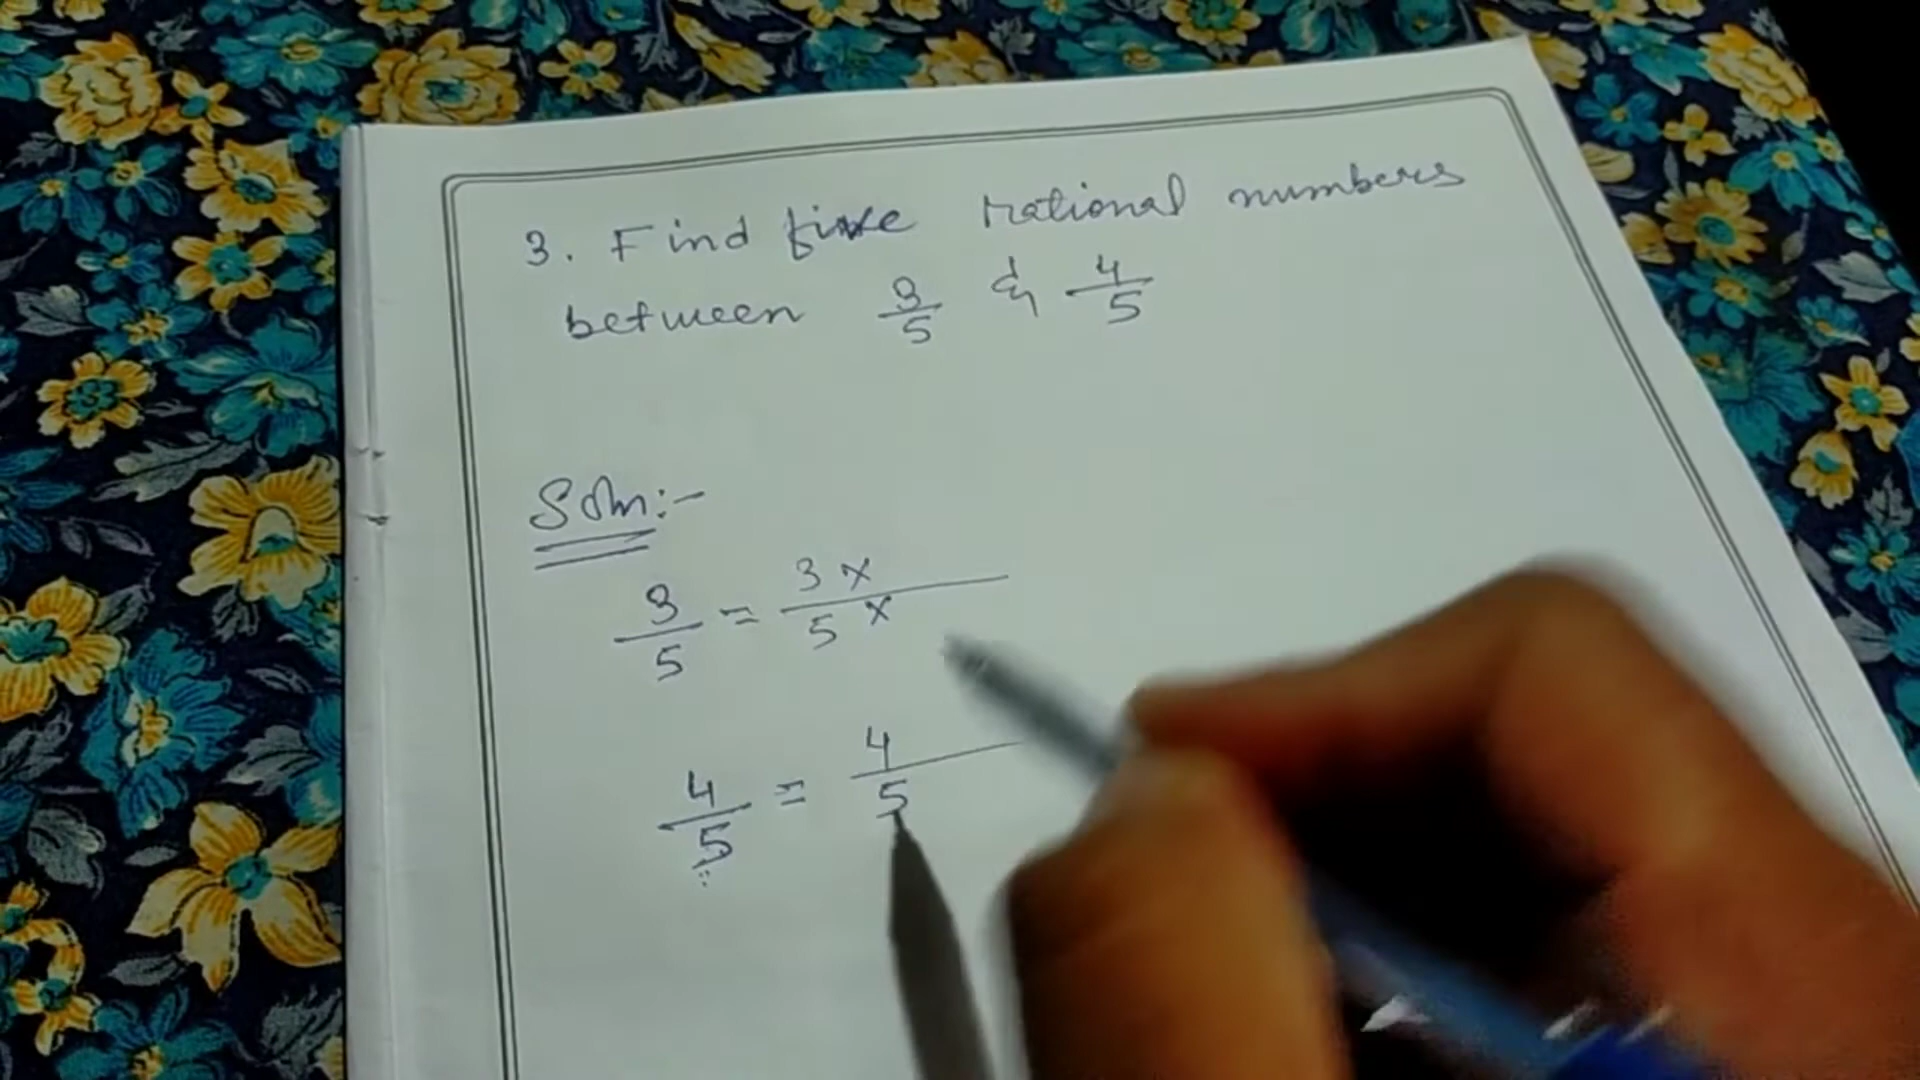 3. Find five rational numbers
between 3/5 & 4/5
Soln:-
3/5 = 3×/5×
4/5 = 4/5